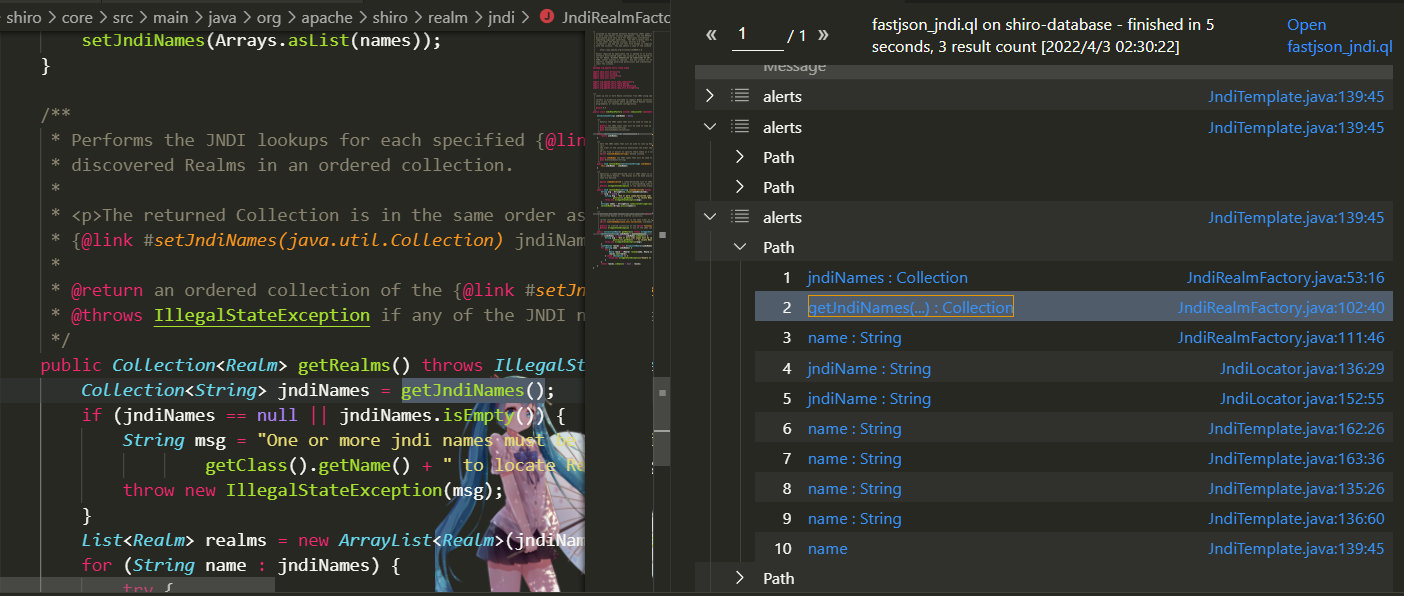 shiro > core > src > main > java > org > apache > shiro > realm > jndi > J JndiRealmFacto
setJndiNames(Arrays.asList(names));
}
/**
* Performs the JNDI lookups for each specified {@lin
* discovered Realms in an ordered collection.
*
* <p>The returned Collection is in the same order as
* {@link #setJndiNames(java.util.Collection) jndiNam
*
* @return an ordered collection of the {@link #setJn
* @throws IllegalStateException if any of the JNDI n
*/
public Collection<Realm> getRealms() throws IllegalSt
Collection<String> jndiNames = getJndiNames();
if (jndiNames == null || jndiNames.isEmpty()) {
String msg = "One or more jndi names must be
getClass().getName() + " to locate Re
throw new IllegalStateException(msg);
}
List<Realm> realms = new ArrayList<Realm>(jndiNam
for (String name : jndiNames) {
try {
« 1 / 1 »
fastjson_jndi.ql on shiro-database - finished in 5
seconds, 3 result count [2022/4/3 02:30:22]
Open
fastjson_jndi.ql
Message
alerts JndiTemplate.java:139:45
alerts JndiTemplate.java:139:45
Path
Path
alerts JndiTemplate.java:139:45
Path
1 jndiNames : Collection JndiRealmFactory.java:53:16
2 getJndiNames(...) : Collection JndiRealmFactory.java:102:40
3 name : String JndiRealmFactory.java:111:46
4 jndiName : String JndiLocator.java:136:29
5 jndiName : String JndiLocator.java:152:55
6 name : String JndiTemplate.java:162:26
7 name : String JndiTemplate.java:163:36
8 name : String JndiTemplate.java:135:26
9 name : String JndiTemplate.java:136:60
10 name JndiTemplate.java:139:45
Path